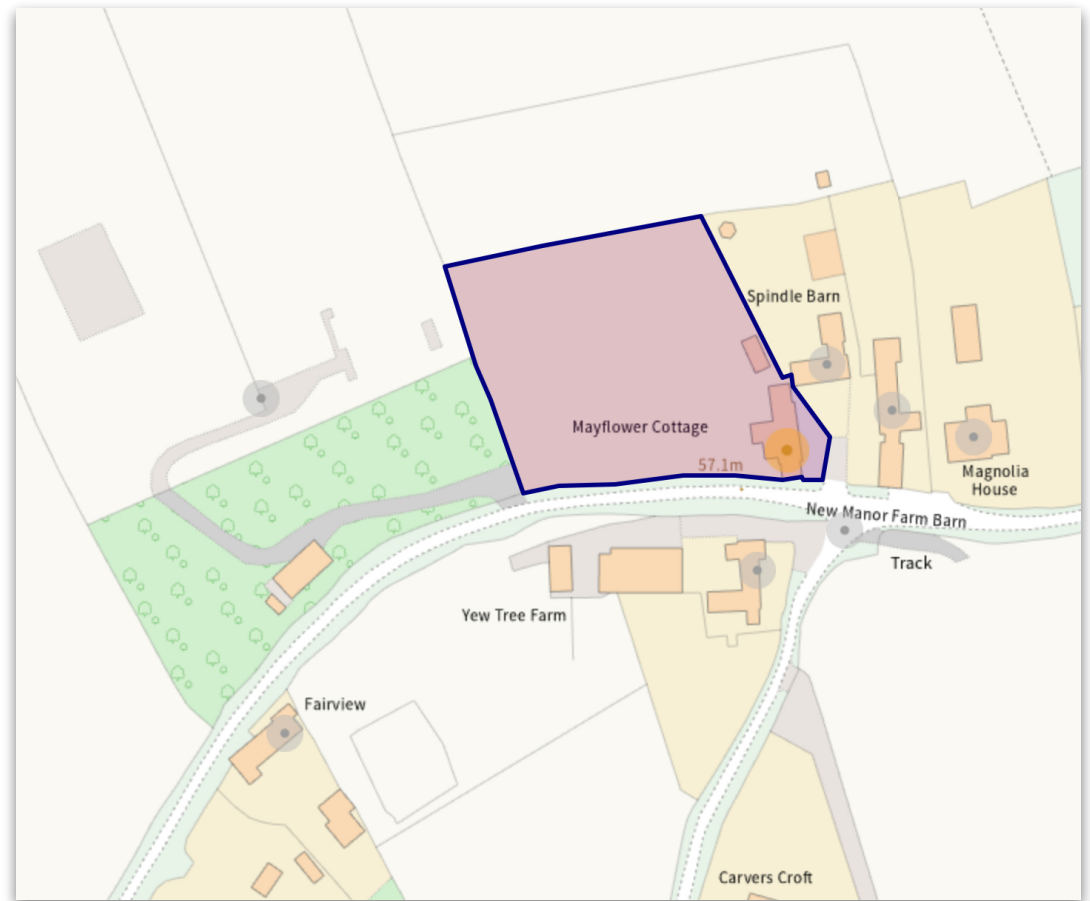 Spindle Barn
Mayflower Cottage
57.1m
Magnolia
House
New Manor Farm Barn
Track
Yew Tree Farm
Fairview
Carvers Croft